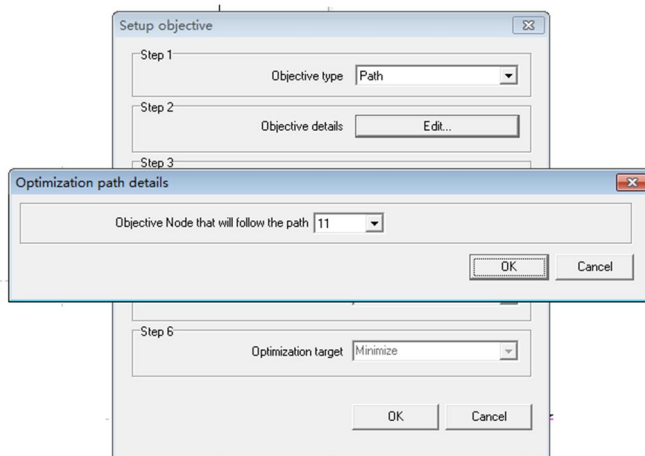 Setup objective
Step 1
Objective type Path
Step 2
Objective details Edit...
Step 3
Optimization path details
Objective Node that will follow the path 11
OK Cancel
Step 6
Optimization target Minimize
OK Cancel